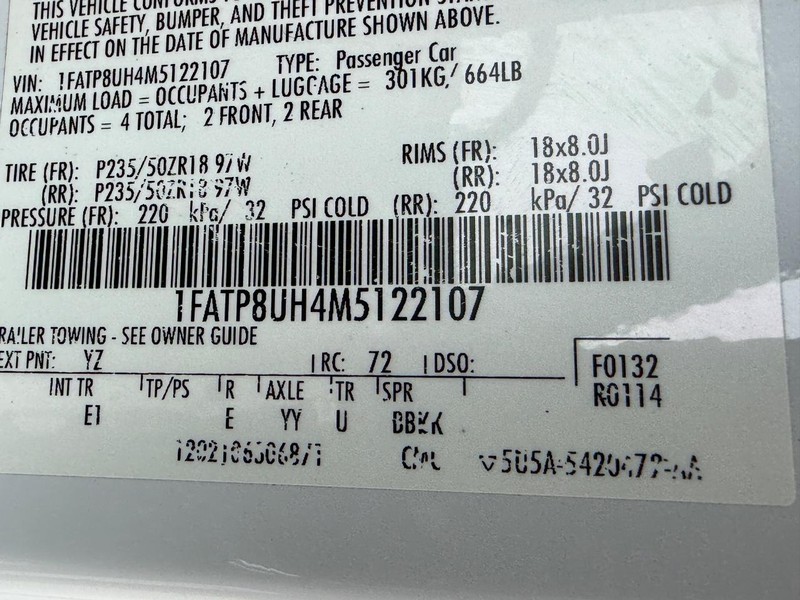 THIS VEHICLE CONFORMS
VEHICLE SAFETY, BUMPER, AND THEFT PREVENTION
IN EFFECT ON THE DATE OF MANUFACTURE SHOWN ABOVE.
VIN: 1FATP8UH4M5122107 TYPE: Passenger Car
MAXIMUM LOAD = OCCUPANTS + LUGGAGE = 301KG/ 664LB
OCCUPANTS = 4 TOTAL; 2 FRONT, 2 REAR
TIRE (FR): P235/50ZR18 97W RIMS (FR): 18x8.0J
(RR): P235/50ZR18 97W (RR): 18x8.0J
PRESSURE (FR): 220 kPa/ 32 PSI COLD (RR): 220 kPa/ 32 PSI COLD
1FATP8UH4M5122107
RAILER TOWING - SEE OWNER GUIDE
EXT PNT: YZ RC: 72 DSO: F0132
R0114
INT TR TP/PS R AXLE TR SPR
E1 E YY U